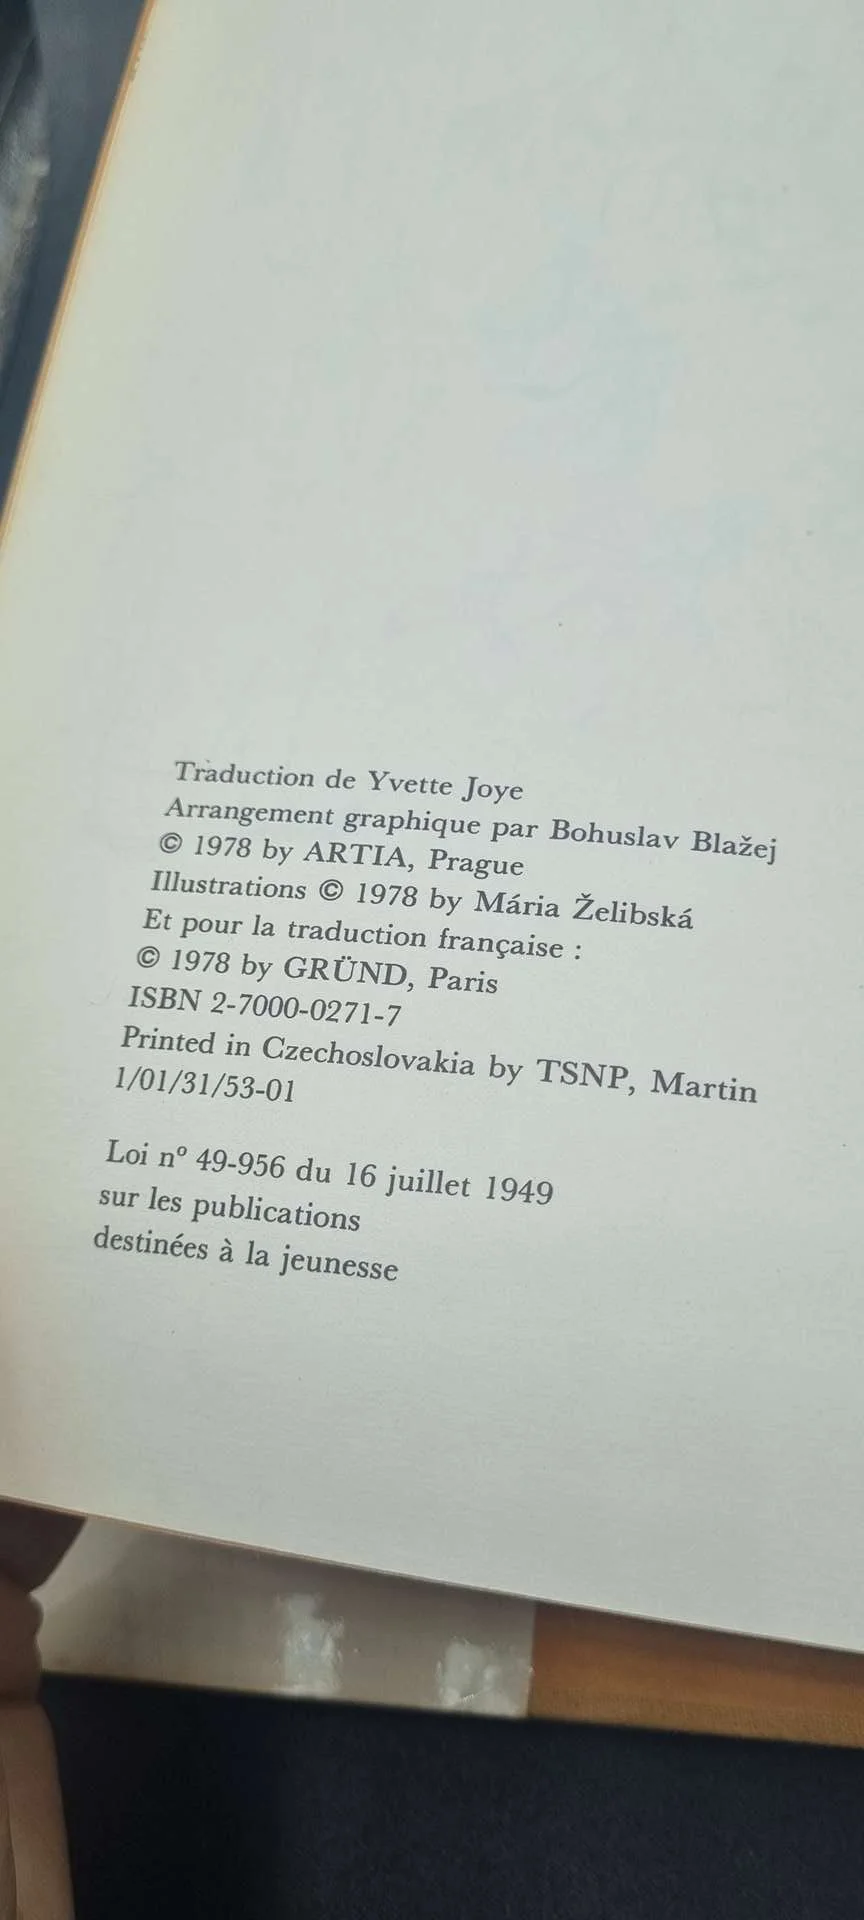 Traduction de Yvette Joye
Arrangement graphique par Bohuslav Blažej
© 1978 by ARTIA, Prague
Illustrations © 1978 by Mária Želibská
Et pour la traduction française :
© 1978 by GRÜND, Paris
ISBN 2-7000-0271-7
Printed in Czechoslovakia by TSNP, Martin
1/01/31/53-01
Loi nº 49-956 du 16 juillet 1949
sur les publications
destinées à la jeunesse